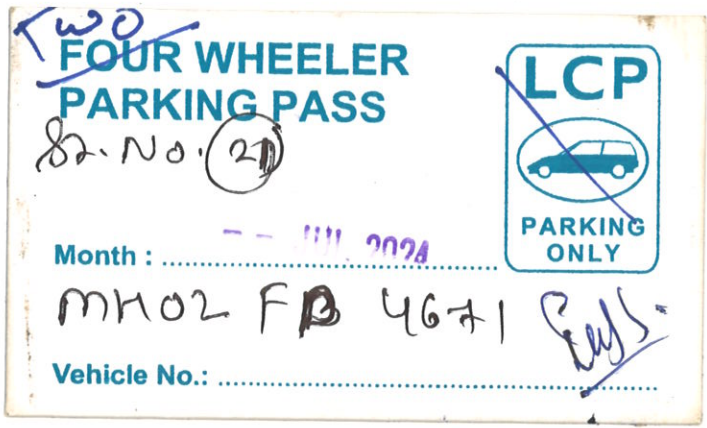 TWO
FOUR WHEELER
PARKING PASS
Sr. No. 21
LCP
PARKING
ONLY
Month : -- JUL 2024
MH02 FB 4671
Vehicle No.: